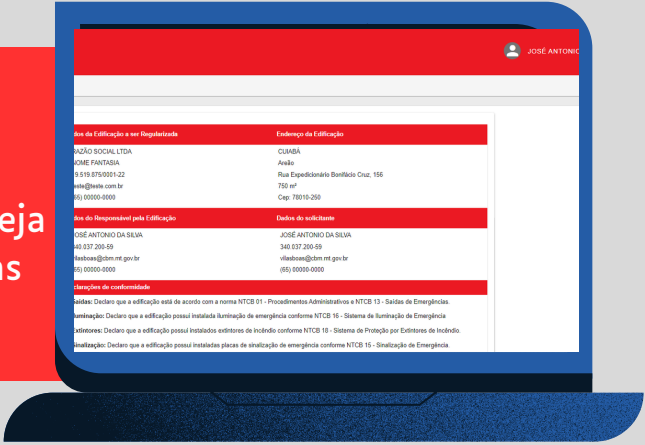 JOSÉ ANTONIO
dos da Edificação a ser Regularizada
Endereço da Edificação
RAZÃO SOCIAL LTDA
NOME FANTASIA
9.519.875/0001-22
este@teste.com.br
65) 00000-0000
CUIABÁ
Areão
Rua Expedicionário Bonifácio Cruz. 156
750 m²
Cep: 78010-250
dos do Responsável pela Edificação
Dados do solicitante
JOSÉ ANTONIO DA SILVA
340.037.200-59
vilasboas@cbm.mt.gov.br
65) 00000-0000
JOSÉ ANTONIO DA SILVA
340.037.200-59
vilasboas@cbm.mt.gov.br
(65) 00000-0000
clarações de conformidade
Saídas: Declaro que a edificação está de acordo com a norma NTCB 01 - Procedimentos Administrativos e NTCB 13 - Saídas de Emergências.
luminação: Declaro que a edificação possui instalada iluminação de emergência conforme NTCB 16 - Sistema de Iluminação de Emergência
Extintores: Declaro que a edificação possui instalados extintores de incêndio conforme NTCB 18 - Sistema de Proteção por Extintores de Incêndio.
Sinalização: Declaro que a edificação possui instaladas placas de sinalização de emergência conforme NTCB 15 - Sinalização de Emergência.
eja
as